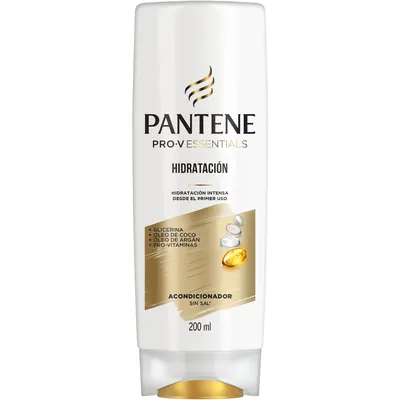 PANTENE
PRO-V ESSENTIALS
HIDRATACIÓN
HIDRATACIÓN INTENSA
DESDE EL PRIMER USO
+ GLICERINA
+ ÓLEO DE COCO
+ ÓLEO DE ARGÁN
+ PRO-VITAMINAS
ACONDICIONADOR
SIN SAL*
200 ml